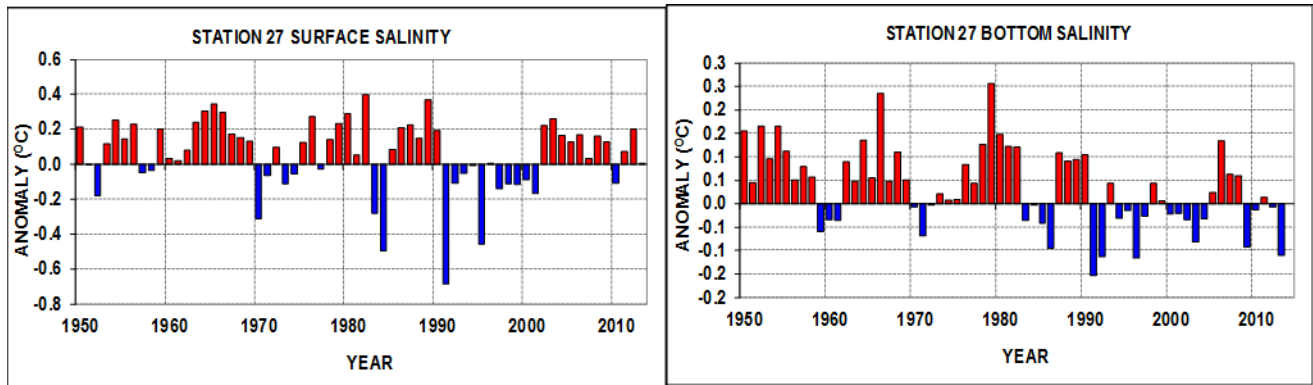 STATION 27 SURFACE SALINITY
0.6
0.4
0.2
0.0
-0.2
-0.4
-0.6
-0.8
ANOMALY (°C)
1950 1960 1970 1980 1990 2000 2010
YEAR
STATION 27 BOTTOM SALINITY
0.3
0.3
0.2
0.2
0.1
0.1
0.0
-0.1
-0.1
-0.2
-0.2
ANOMALY (°C)
1950 1960 1970 1980 1990 2000 2010
YEAR